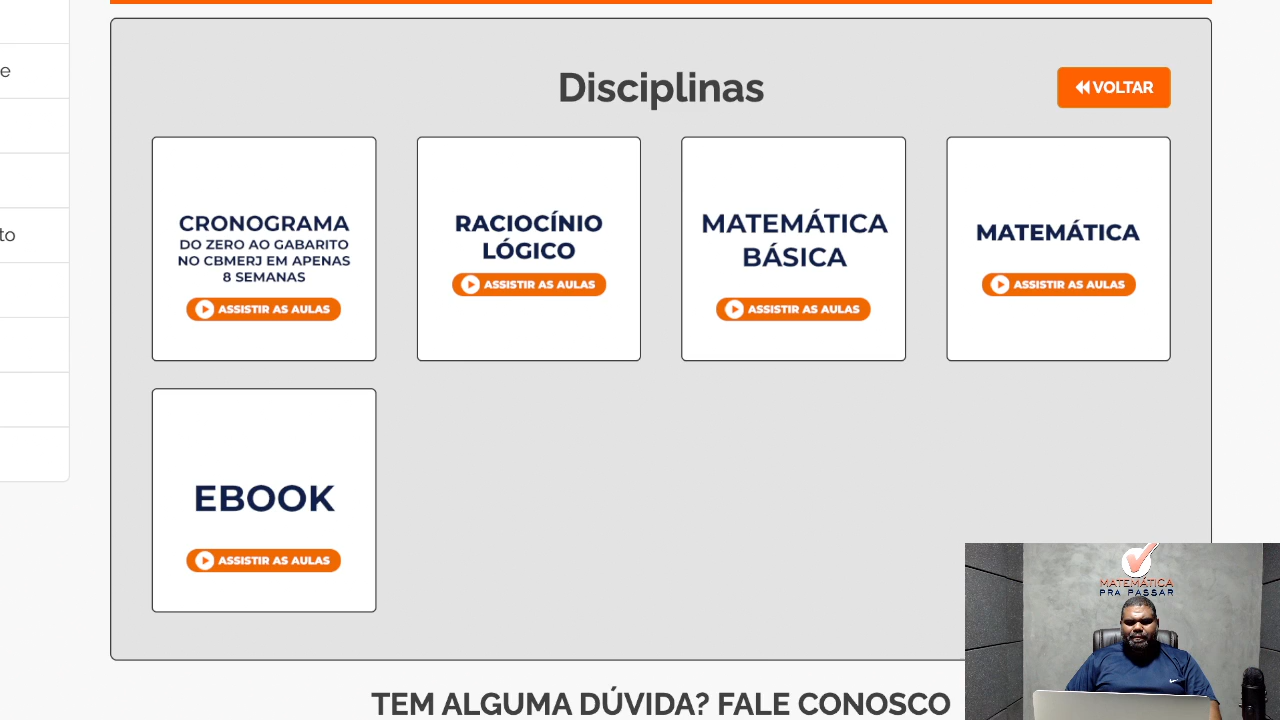 e
to
Disciplinas
VOLTAR
CRONOGRAMA
DO ZERO AO GABARITO
NO CBMERJ EM APENAS
8 SEMANAS
ASSISTIR AS AULAS
RACIOCÍNIO
LÓGICO
ASSISTIR AS AULAS
MATEMÁTICA
BÁSICA
ASSISTIR AS AULAS
MATEMÁTICA
ASSISTIR AS AULAS
EBOOK
ASSISTIR AS AULAS
MATEMÁTICA
PRA PASSAR
TEM ALGUMA DÚVIDA? FALE CONOSCO